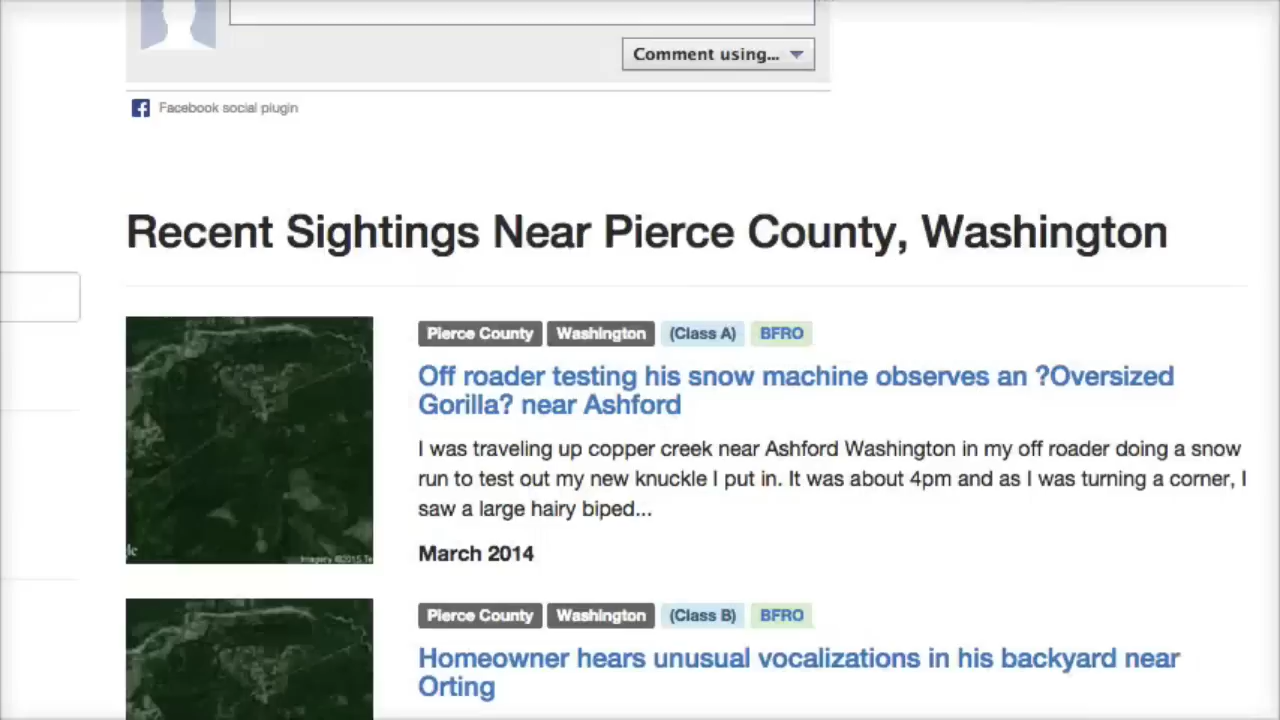 Comment using...
Facebook social plugin
Recent Sightings Near Pierce County, Washington
Pierce County Washington (Class A) BFRO
Off roader testing his snow machine observes an ?Oversized
Gorilla? near Ashford
I was traveling up copper creek near Ashford Washington in my off roader doing a snow
run to test out my new knuckle I put in. It was about 4pm and as I was turning a corner, I
saw a large hairy biped...
Imagery ©2015 Te
March 2014
Pierce County Washington (Class B) BFRO
Homeowner hears unusual vocalizations in his backyard near
Orting